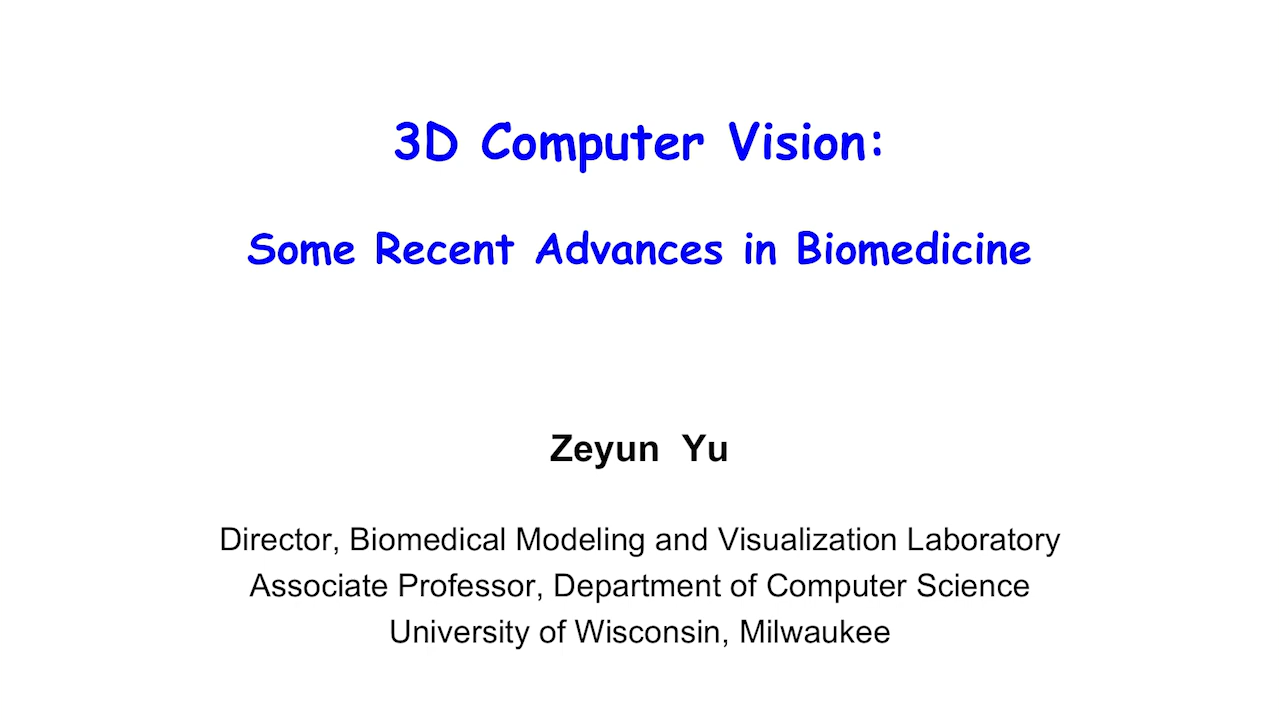 3D Computer Vision:
Some Recent Advances in Biomedicine
Zeyun Yu
Director, Biomedical Modeling and Visualization Laboratory
Associate Professor, Department of Computer Science
University of Wisconsin, Milwaukee